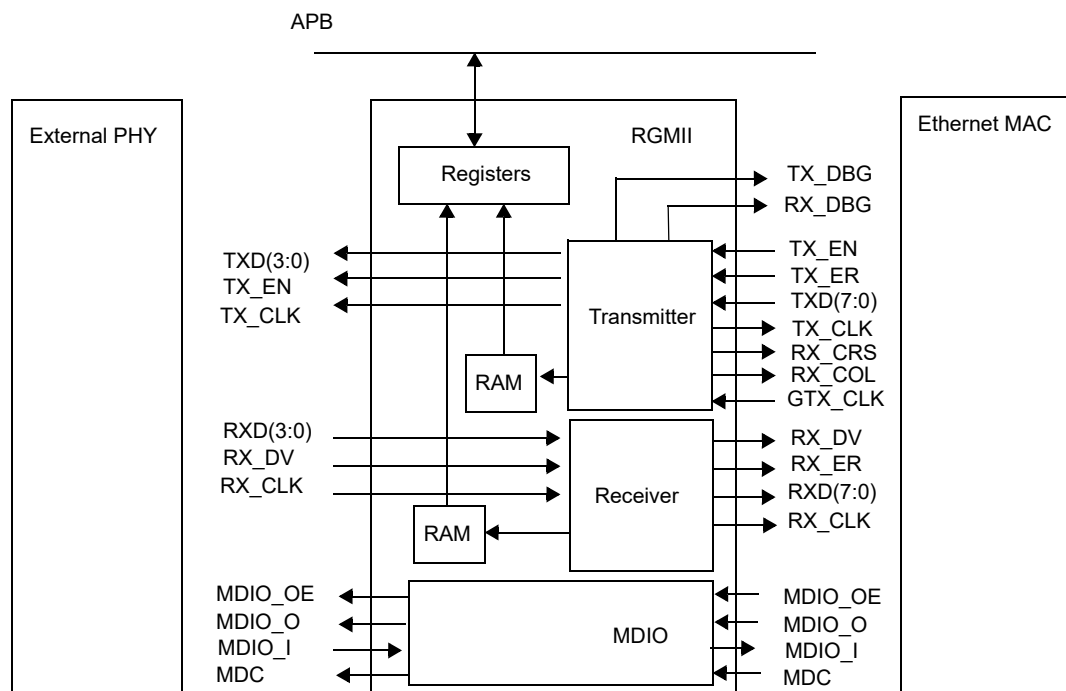 APB
External PHY
RGMII
Ethernet MAC
Registers
TX_DBG
RX_DBG
TXD(3:0)
TX_EN
TX_CLK
Transmitter
TX_EN
TX_ER
TXD(7:0)
TX_CLK
RX_CRS
RX_COL
GTX_CLK
RAM
RXD(3:0)
RX_DV
RX_CLK
Receiver
RX_DV
RX_ER
RXD(7:0)
RX_CLK
RAM
MDIO_OE
MDIO_O
MDIO_I
MDC
MDIO
MDIO_OE
MDIO_O
MDIO_I
MDC